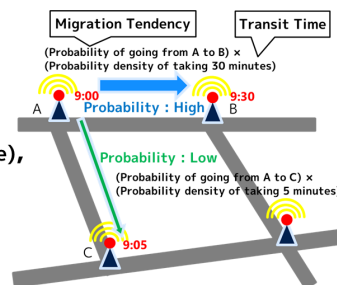 Migration Tendency
Transit Time
(Probability of going from A to B) ×
(Probability density of taking 30 minutes)
9:00
9:30
A
Probability : High
B
e),
Probability : Low
(Probability of going from A to C) ×
(Probability density of taking 5 minutes)
C
9:05